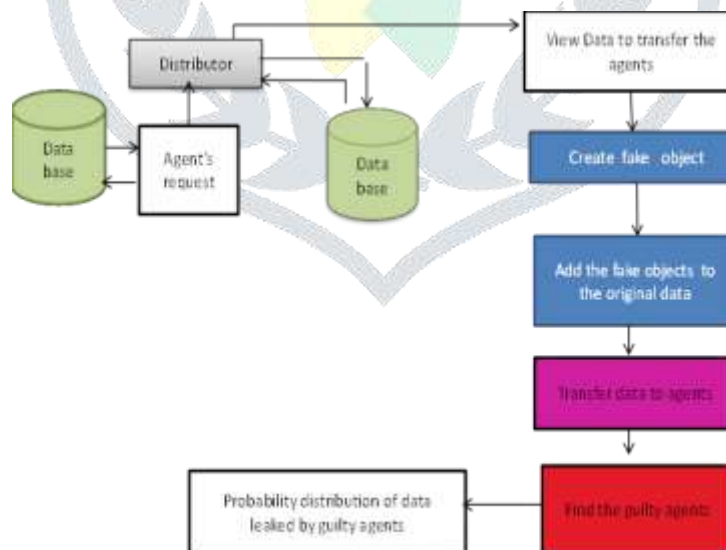 View Data to transfer the
agents
Distributor
Data
base
Agent's
request
Data
base
Create fake object
Add the fake objects to
the original data
Transfer data to agents
Find the guilty agents
Probability distribution of data
leaked by guilty agents